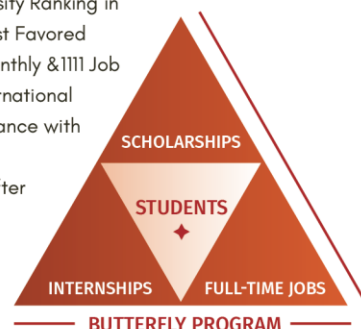 sity Ranking in
st Favored
nthly &1111 Job
rnational
ance with
fter
SCHOLARSHIPS
STUDENTS
INTERNSHIPS
FULL-TIME JOBS
BUTTERFLY PROGRAM